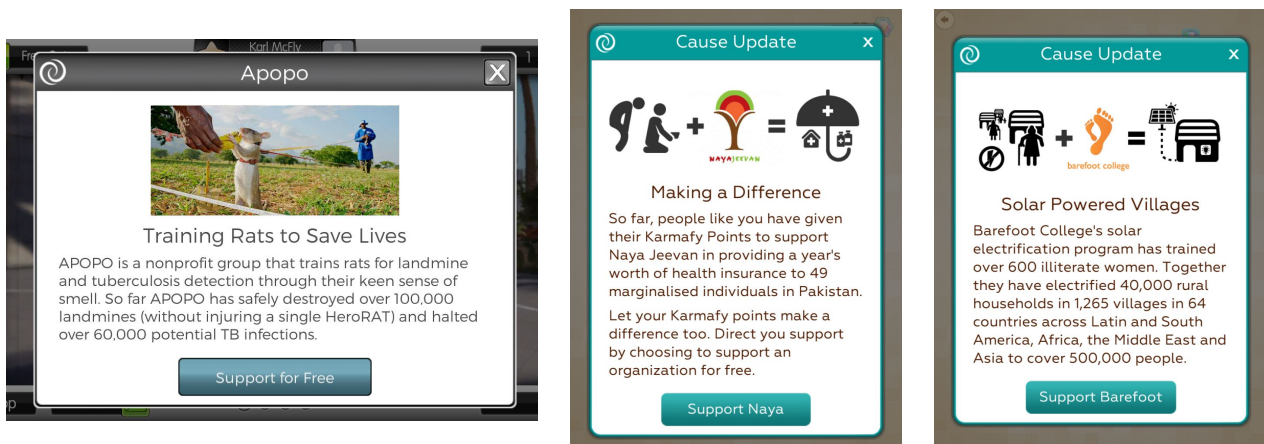 Karl McFly
1
Apopo
X
Training Rats to Save Lives
APOPO is a nonprofit group that trains rats for landmine
and tuberculosis detection through their keen sense of
smell. So far APOPO has safely destroyed over 100,000
landmines (without injuring a single HeroRAT) and halted
over 60,000 potential TB infections.
Support for Free
Cause Update
x
NAYAJEEVAN
Making a Difference
So far, people like you have given
their Karmafy Points to support
Naya Jeevan in providing a year's
worth of health insurance to 49
marginalised individuals in Pakistan.
Let your Karmafy points make a
difference too. Direct you support
by choosing to support an
organization for free.
Support Naya
Cause Update
x
barefoot college
Solar Powered Villages
Barefoot College's solar
electrification program has trained
over 600 illiterate women. Together
they have electrified 40,000 rural
households in 1,265 villages in 64
countries across Latin and South
America, Africa, the Middle East and
Asia to cover 500,000 people.
Support Barefoot